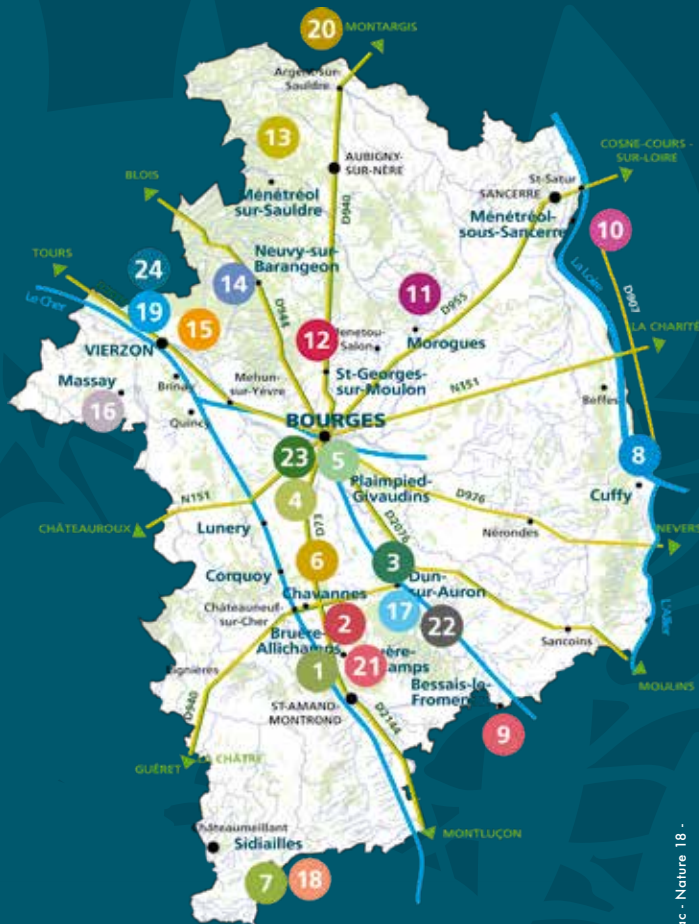 20
MONTARGIS
Argent-sur-
Sauldre
13
AUBIGNY-
SUR-NÈRE
COSNE-COURS -
SUR-LOIRE
BLOIS
St-Satur
SANCERRE
Ménétréol
sur-Sauldre
D940
Ménétréol-
sous-Sancerre
10
TOURS
24
Neuvy-sur-
Barangeon
La Loire
14
11
D907
Le Cher
19
15
D944
D955
12
Salon
LA CHARITÉ
VIERZON
Morogues
Massay
Brinay
Mehun-
sur-Yèvre
St-Georges-
sur-Moulon
N151
Beffes
16
Quincy
BOURGES
23
5
8
Plaimpied-
Givaudins
4
N151
D976
Cuffy
CHÂTEAUROUX
Lunery
D73
D2076
Nérondes
NEVERS
6
3
Corquoy
Dun-
sur-Auron
Chavannes
Châteauneuf-
sur-Cher
17
L'Allier
2
22
Bruère-
Allichamps
Sancoins
1
21
amps
Bessais-le-
Fromental
MOULINS
D940
ST-AMAND-
MONTROND
D2144
9
LA CHÂTRE
GUÉRET
Châteaumeillant
MONTLUÇON
Sidiailles
7
18
- Nature 18 -